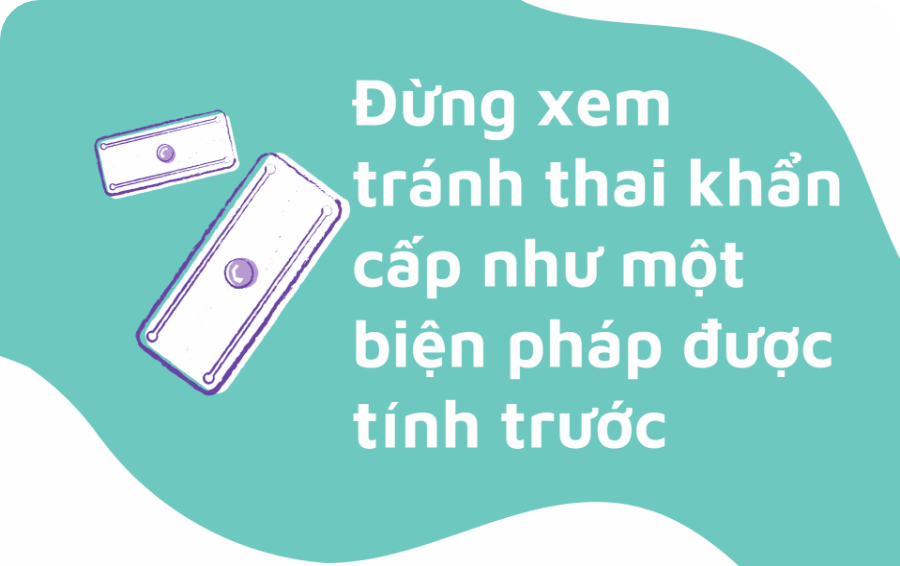 Đừng xem
tránh thai khẩn
cấp như một
biện pháp được
tính trước